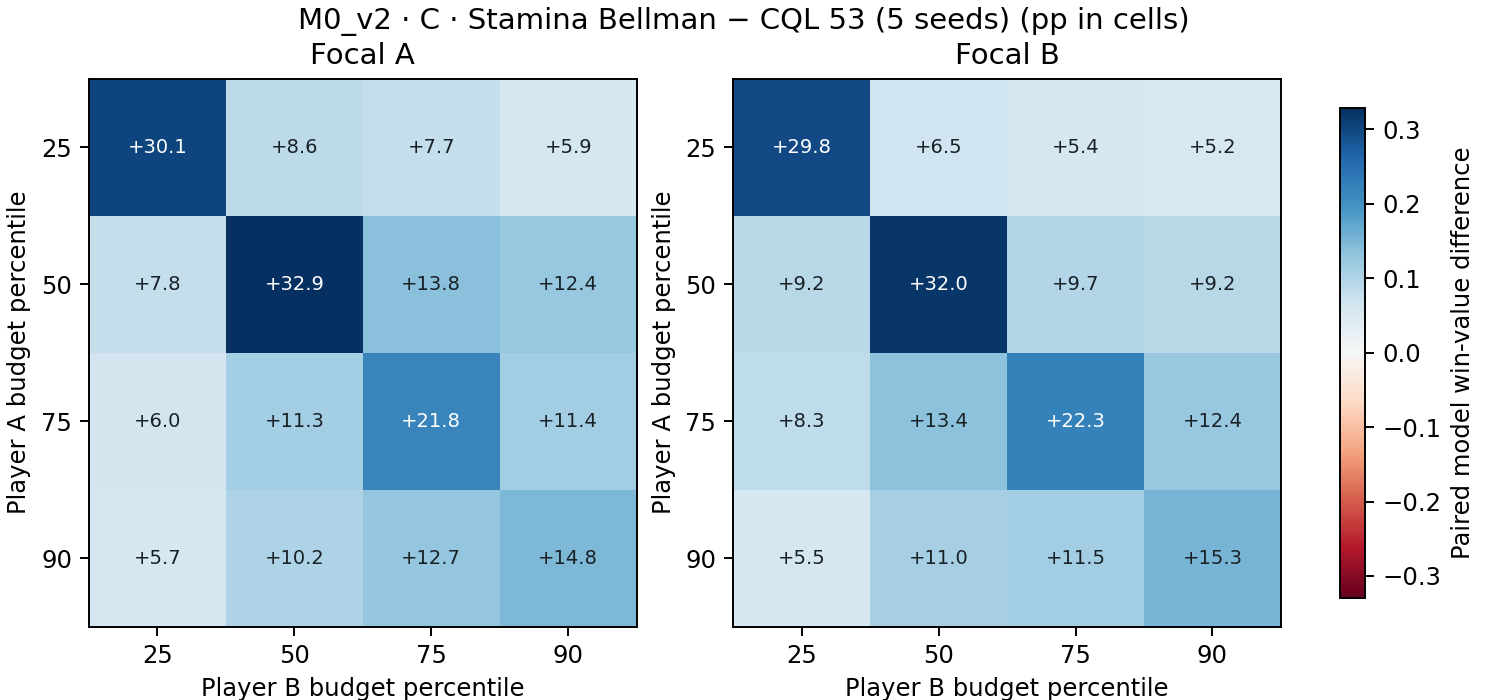 M0_v2 · C · Stamina Bellman − CQL 53 (5 seeds) (pp in cells)
Focal A
Focal B
Player A budget percentile
25
50
75
90
+30.1 +8.6 +7.7 +5.9
+7.8 +32.9 +13.8 +12.4
+6.0 +11.3 +21.8 +11.4
+5.7 +10.2 +12.7 +14.8
25 50 75 90
Player B budget percentile
Player A budget percentile
25
50
75
90
+29.8 +6.5 +5.4 +5.2
+9.2 +32.0 +9.7 +9.2
+8.3 +13.4 +22.3 +12.4
+5.5 +11.0 +11.5 +15.3
25 50 75 90
Player B budget percentile
0.3
0.2
0.1
0.0
−0.1
−0.2
−0.3
Paired model win-value difference